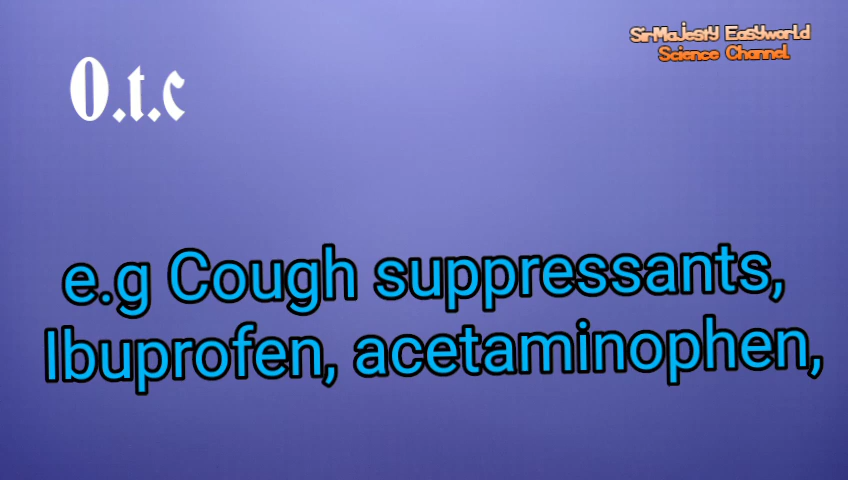 SirMaJesty Easyworld
Science Channel
O.t.c
e.g Cough suppressants,
Ibuprofen, acetaminophen,